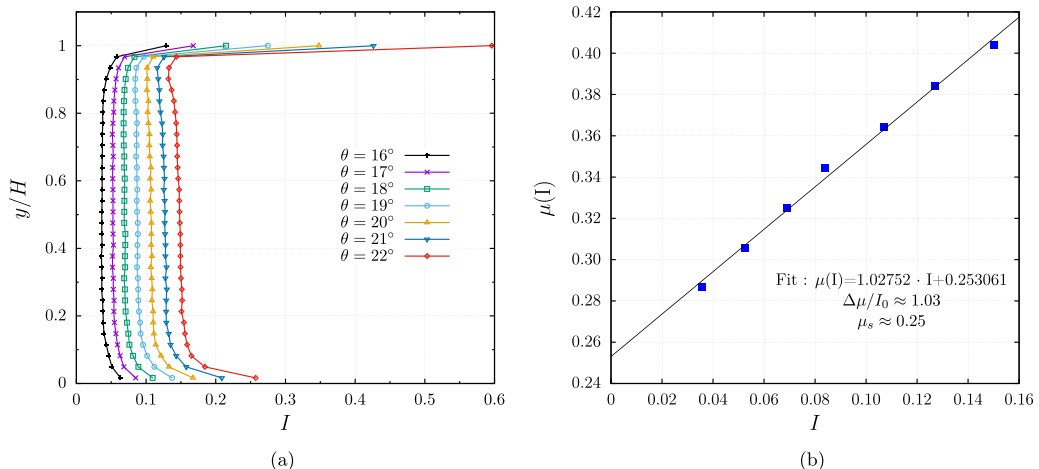 1
0.8
0.6
0.4
0.2
0
y/H
0 0.1 0.2 0.3 0.4 0.5 0.6
I
θ = 16°
θ = 17°
θ = 18°
θ = 19°
θ = 20°
θ = 21°
θ = 22°
(a)
0.40
0.38
0.36
0.34
0.32
0.30
0.28
0.26
0.24
μ(I)
Fit : μ(I)=1.02752 · I+0.253061
Δμ/I₀ ≈ 1.03
μₛ ≈ 0.25
0 0.02 0.04 0.06 0.08 0.10 0.12 0.14 0.16
I
(b)